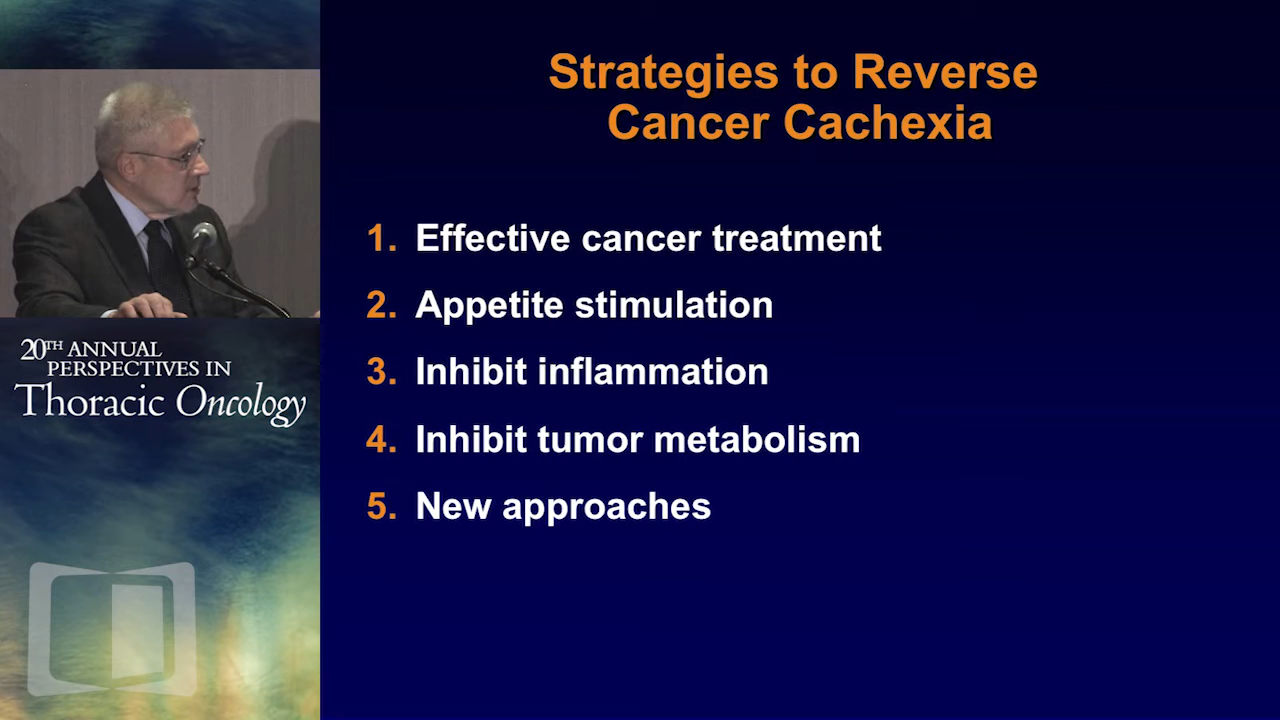 Strategies to Reverse
Cancer Cachexia
1. Effective cancer treatment
2. Appetite stimulation
3. Inhibit inflammation
4. Inhibit tumor metabolism
5. New approaches
20TH ANNUAL
PERSPECTIVES IN
Thoracic Oncology